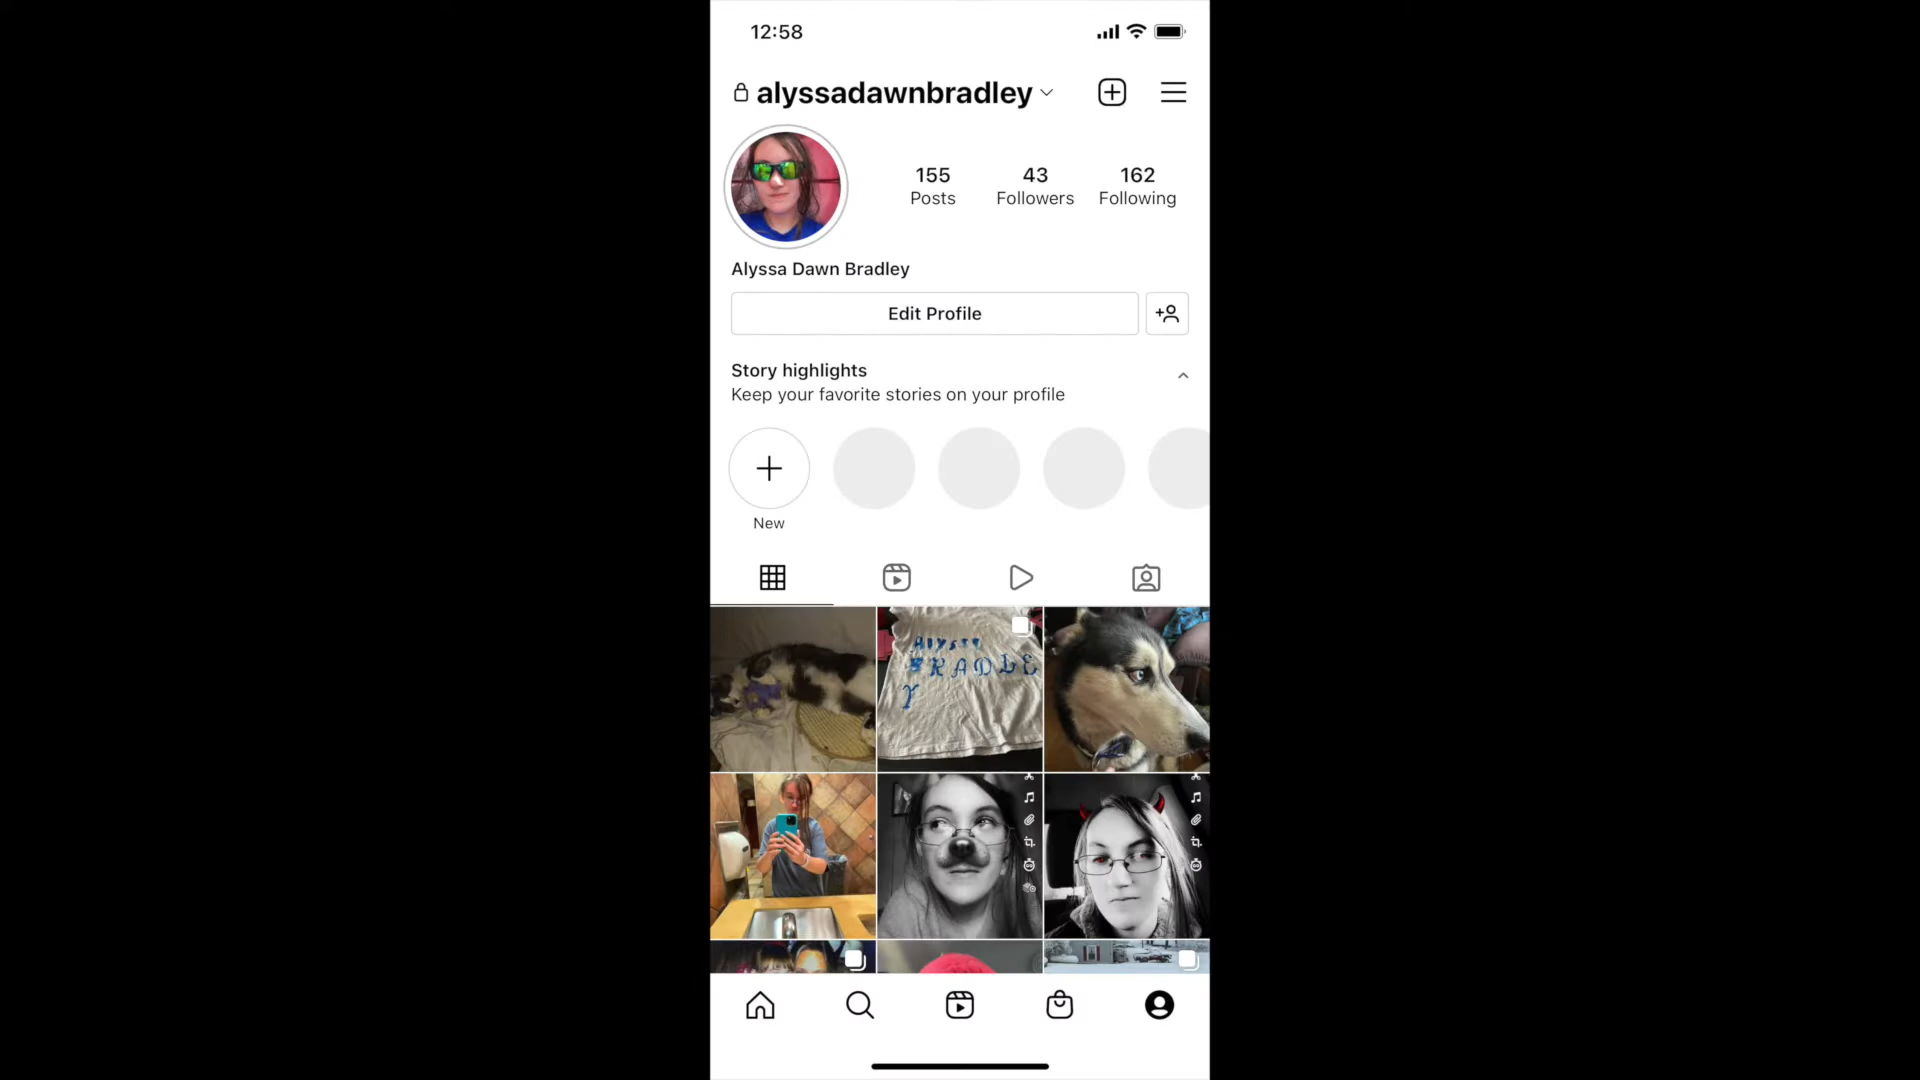 12:58
alyssadawnbradley
155 43 162
Posts Followers Following
Alyssa Dawn Bradley
Edit Profile
Story highlights
Keep your favorite stories on your profile
New
BRADLE
Y